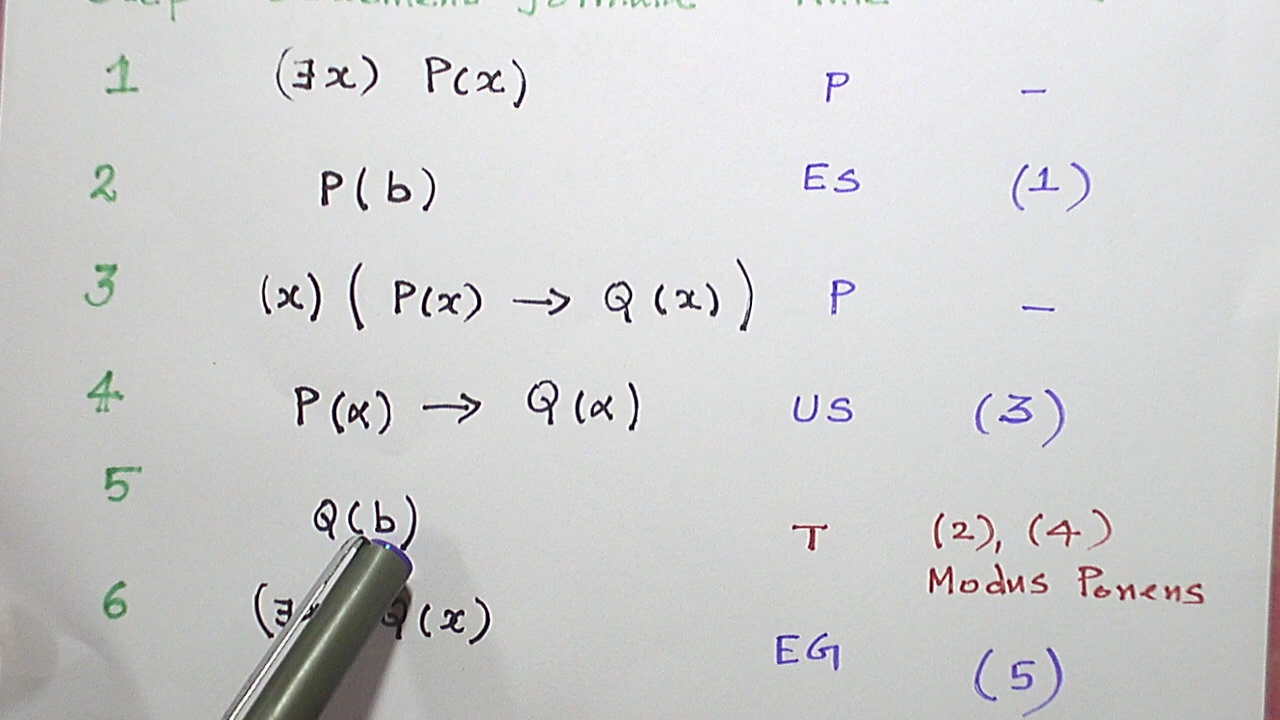 1 (∃x) P(x) P –
2 P(b) ES (1)
3 (x) ( P(x) → Q(x) ) P –
4 P(α) → Q(α) US (3)
5 Q(b) T (2), (4)
Modus Ponens
6 Q(x) EG (5)